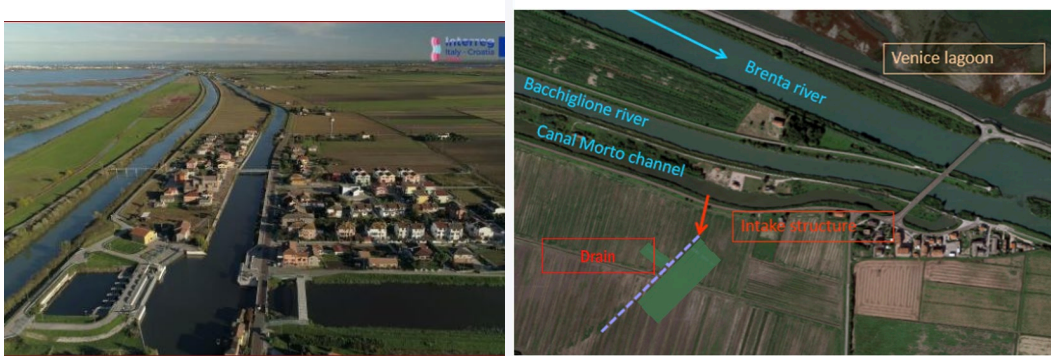 Interreg
Italy - Croatia
Venice lagoon
Brenta river
Bacchiglione river
Canal Morto channel
Intake structure
Drain